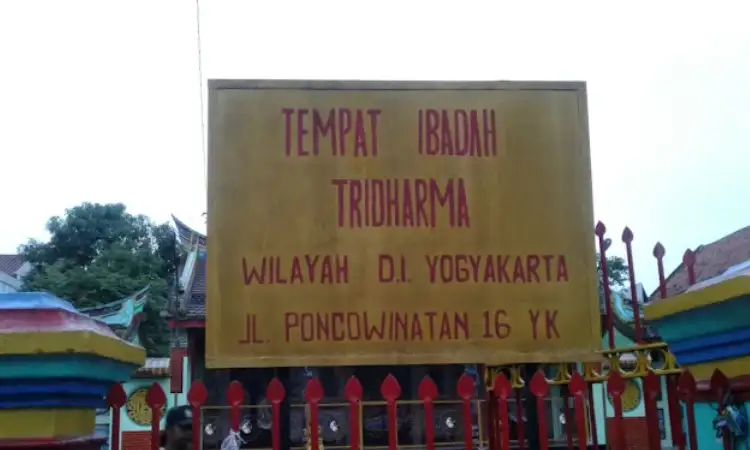 TEMPAT IBADAH
TRIDHARMA
WILAYAH D.I. YOGYAKARTA
JL. PONCOWINATAN 16 YK